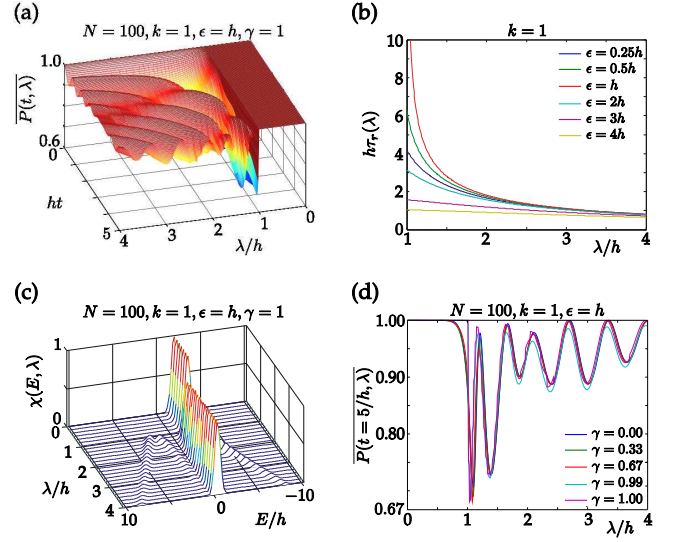 (a)
N = 100, k = 1, ϵ = h, γ = 1
P(t, λ)
1.0
0.8
0.6
0
ht
5
4
3
2
1
0
λ/h
(b)
k = 1
hτr(λ)
10
8
6
4
2
0
1
2
3
4
λ/h
ϵ = 0.25h
ϵ = 0.5h
ϵ = h
ϵ = 2h
ϵ = 3h
ϵ = 4h
(c)
N = 100, k = 1, ϵ = h, γ = 1
χ(E, λ)
1
0
0
1
2
3
4
λ/h
10
0
−10
E/h
(d)
N = 100, k = 1, ϵ = h
P(t = 5/h, λ)
1.00
0.90
0.80
0.67
0
1
2
3
4
λ/h
γ = 0.00
γ = 0.33
γ = 0.67
γ = 0.99
γ = 1.00